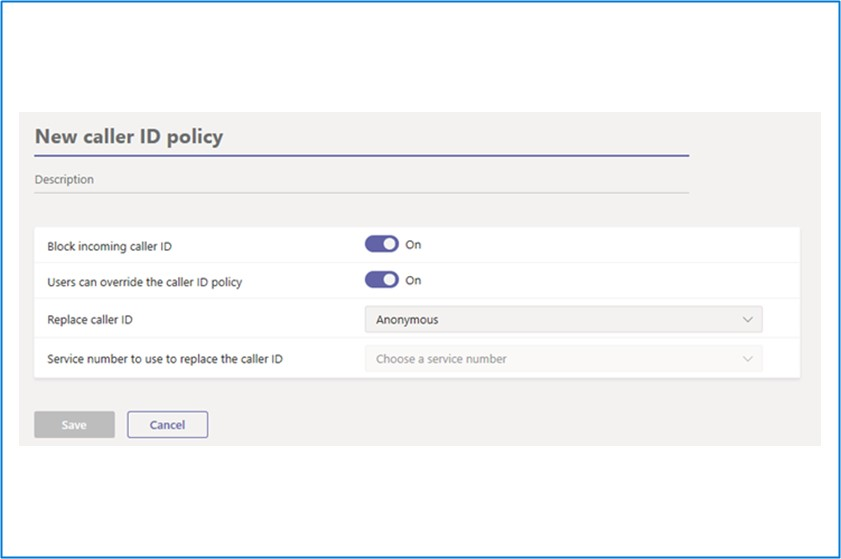 New caller ID policy
Description
Block incoming caller ID On
Users can override the caller ID policy On
Replace caller ID Anonymous
Service number to use to replace the caller ID Choose a service number
Save Cancel